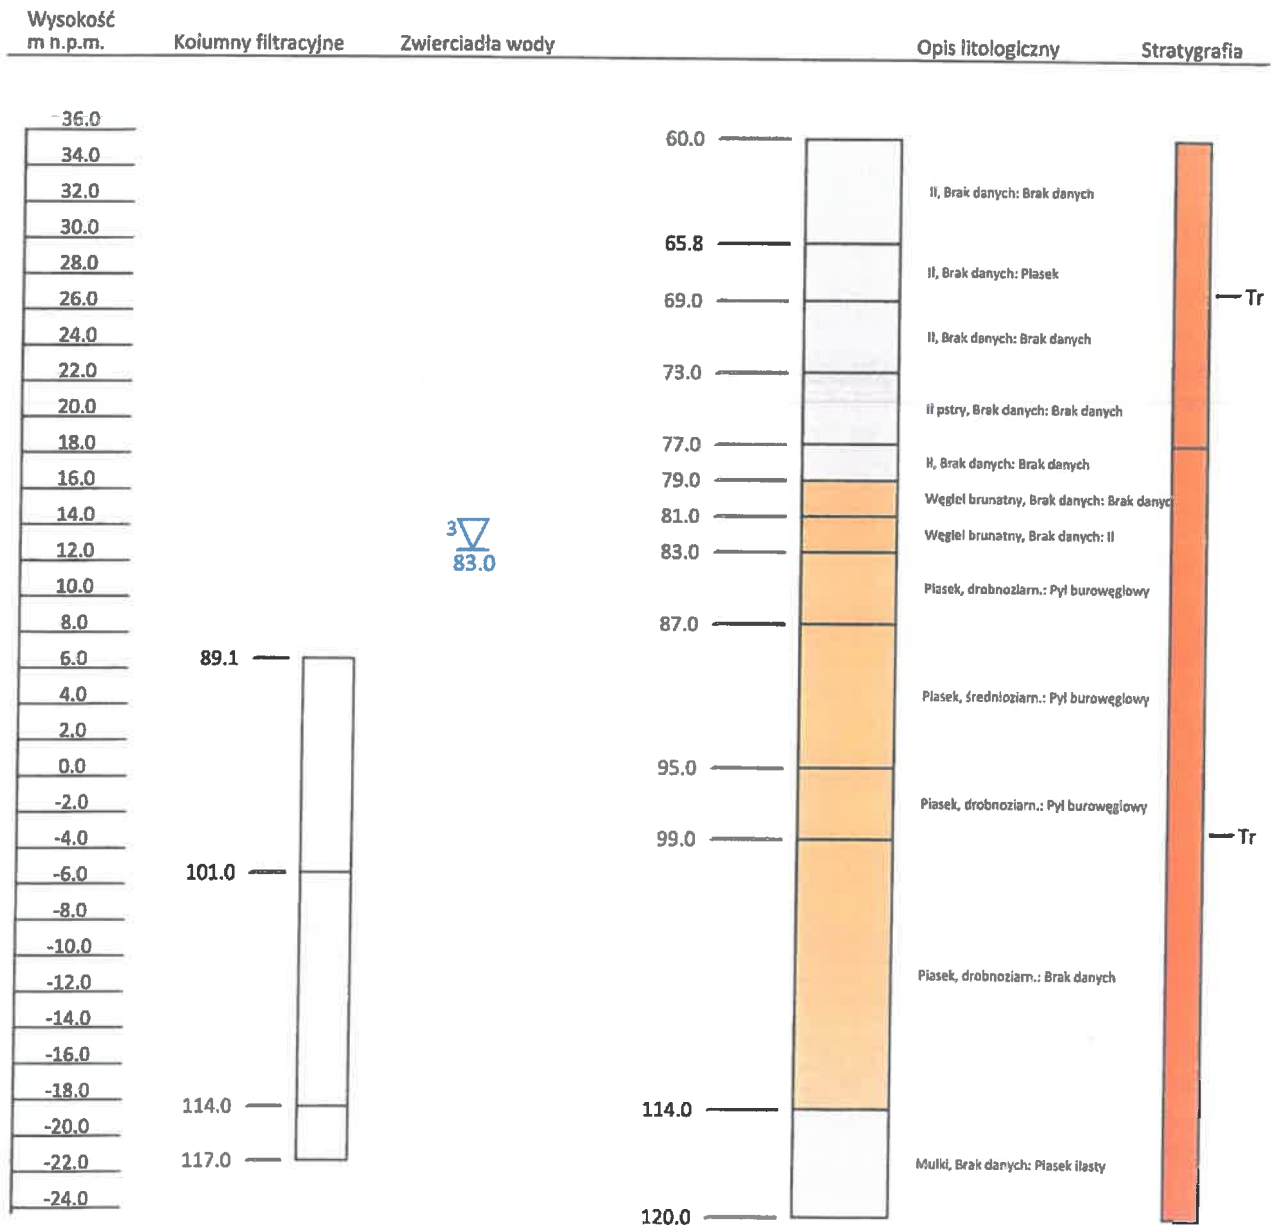 Wysokość
m n.p.m.
Kolumny filtracyjne
Zwierciadła wody
Opis litologiczny
Stratygrafia
36.0
34.0
32.0
30.0
28.0
26.0
24.0
22.0
20.0
18.0
16.0
14.0
12.0
10.0
8.0
6.0
4.0
2.0
0.0
-2.0
-4.0
-6.0
-8.0
-10.0
-12.0
-14.0
-16.0
-18.0
-20.0
-22.0
-24.0
89.1
101.0
114.0
117.0
3
83.0
60.0
65.8
69.0
73.0
77.0
79.0
81.0
83.0
87.0
95.0
99.0
114.0
120.0
Il, Brak danych: Brak danych
Il, Brak danych: Piasek
Il, Brak danych: Brak danych
Il pstry, Brak danych: Brak danych
Il, Brak danych: Brak danych
Węgiel brunatny, Brak danych: Brak danyc
Węgiel brunatny, Brak danych: Il
Piasek, drobnoziarn.: Pył burowęglowy
Piasek, średnioziarn.: Pył burowęglowy
Piasek, drobnoziarn.: Pył burowęglowy
Piasek, drobnoziarn.: Brak danych
Mułki, Brak danych: Piasek ilasty
Tr
Tr